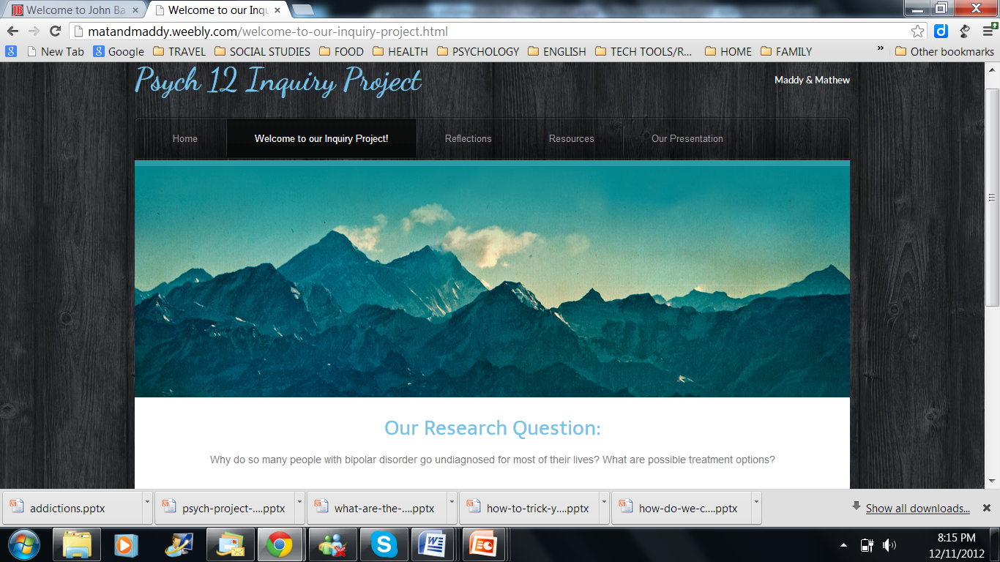 Welcome to John Ba
Welcome to our Inqu
matandmaddy.weebly.com/welcome-to-our-inquiry-project.html
New Tab Google TRAVEL SOCIAL STUDIES FOOD HEALTH PSYCHOLOGY ENGLISH TECH TOOLS/R... HOME FAMILY » Other bookmarks
Psych 12 Inquiry Project
Maddy & Mathew
Home Welcome to our Inquiry Project! Reflections Resources Our Presentation
Our Research Question:
Why do so many people with bipolar disorder go undiagnosed for most of their lives? What are possible treatment options?
addictions.pptx psych-project-....pptx what-are-the-....pptx how-to-trick-y....pptx how-do-we-c....pptx Show all downloads...
8:15 PM
12/11/2012